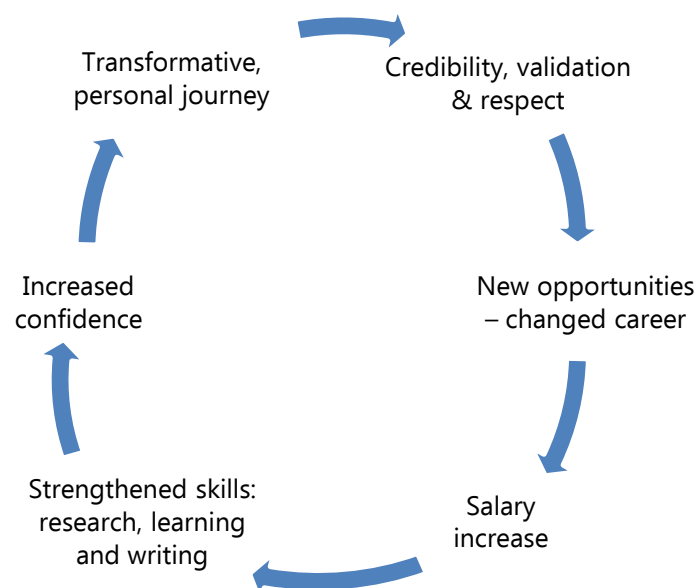 Transformative,
personal journey
Credibility, validation
& respect
New opportunities
– changed career
Salary
increase
Strengthened skills:
research, learning
and writing
Increased
confidence